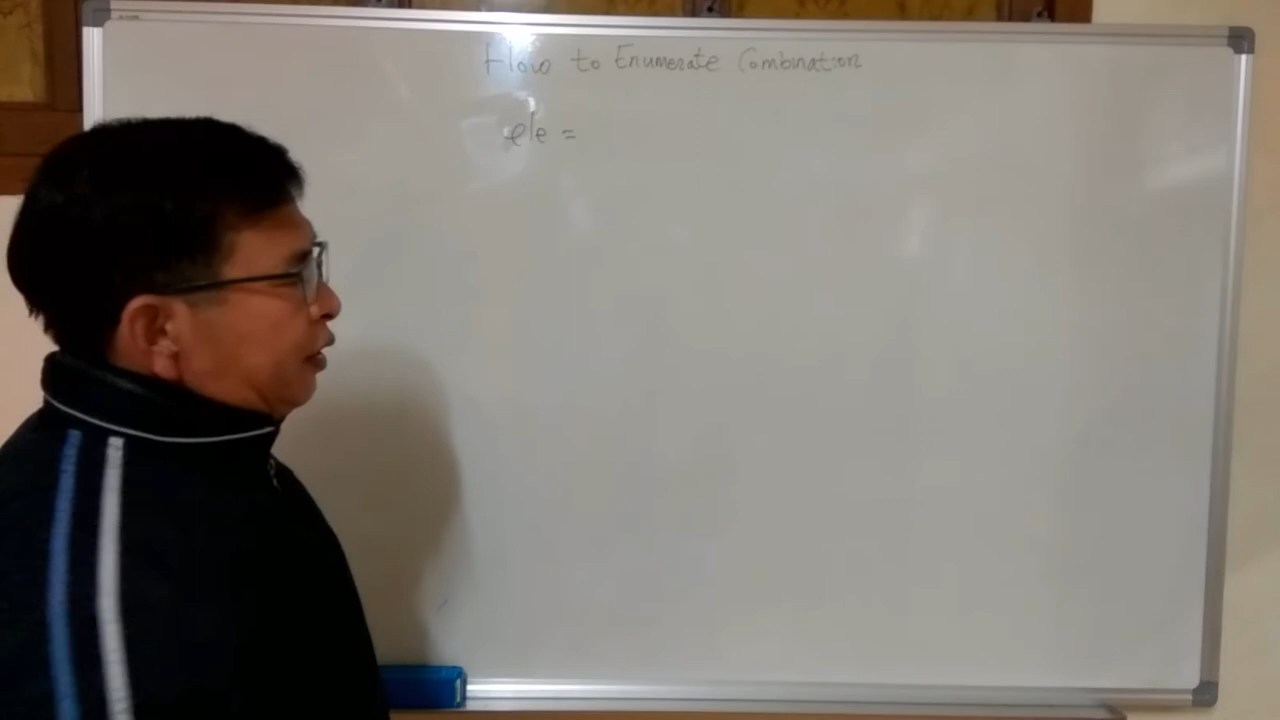 How to Enumerate Combination
ele =